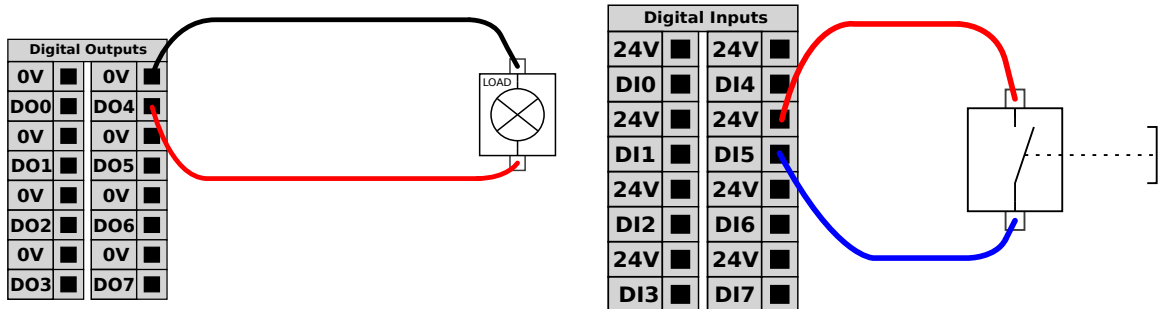 Digital Outputs
0V 0V
DO0 DO4
0V 0V
DO1 DO5
0V 0V
DO2 DO6
0V 0V
DO3 DO7
LOAD
Digital Inputs
24V 24V
DI0 DI4
24V 24V
DI1 DI5
24V 24V
DI2 DI6
24V 24V
DI3 DI7